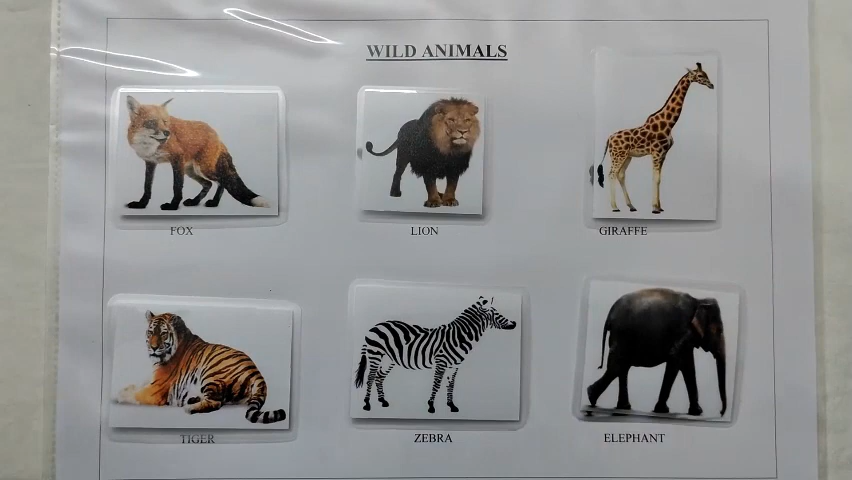 WILD ANIMALS
FOX LION GIRAFFE
TIGER ZEBRA ELEPHANT